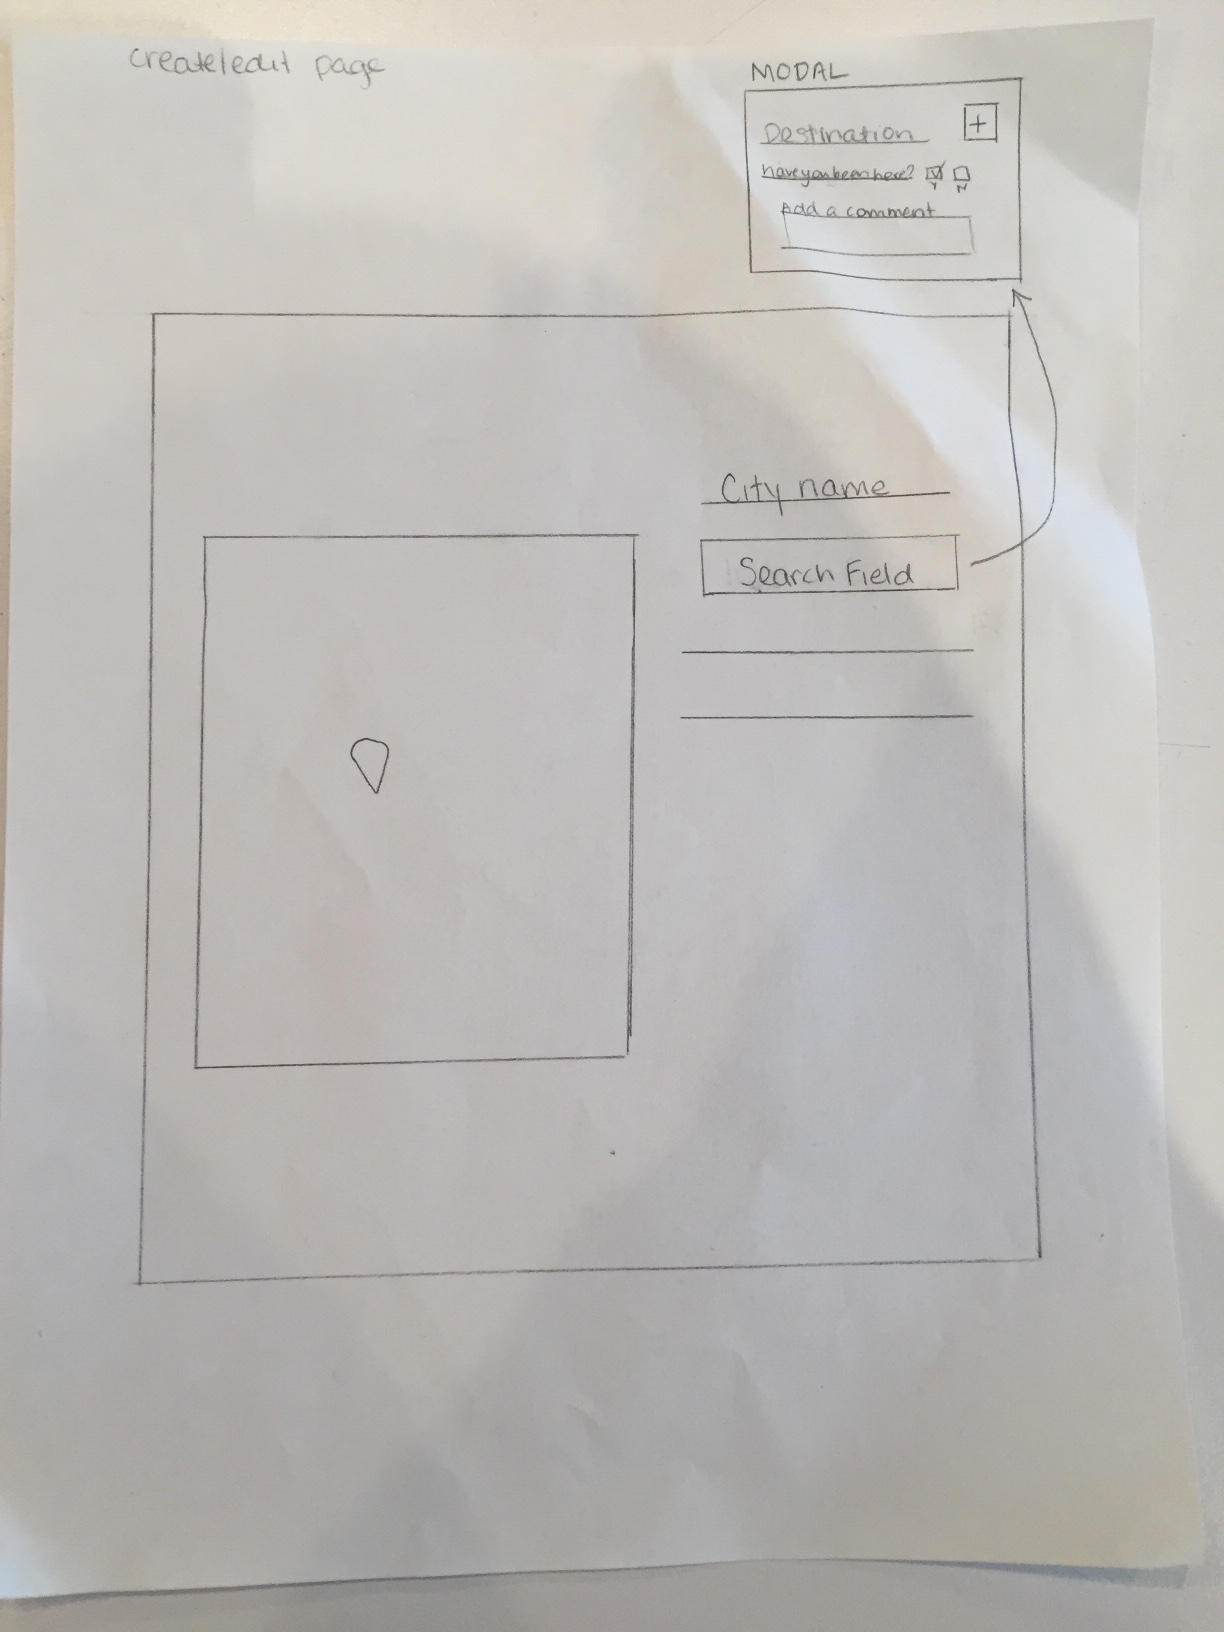 create/edit page
MODAL
Destination +
have you been here?
Y N
Add a comment
City name
Search Field